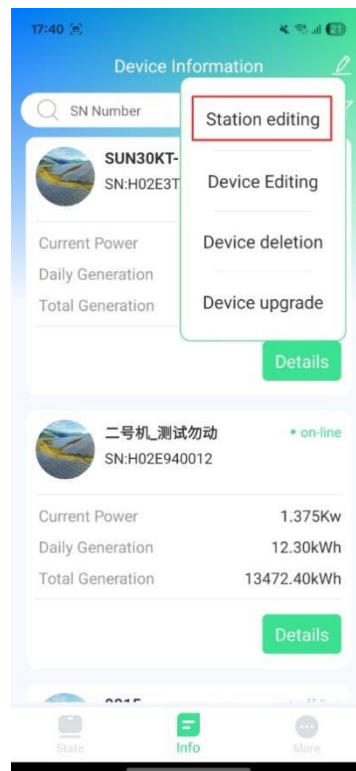 17:40
21
Device Information
SN Number
Station editing
Device Editing
Device deletion
Device upgrade
SUN30KT-
SN:H02E3T
Current Power
Daily Generation
Total Generation
Details
二号机_测试勿动
on-line
SN:H02E940012
Current Power 1.375Kw
Daily Generation 12.30kWh
Total Generation 13472.40kWh
Details
State
Info
More